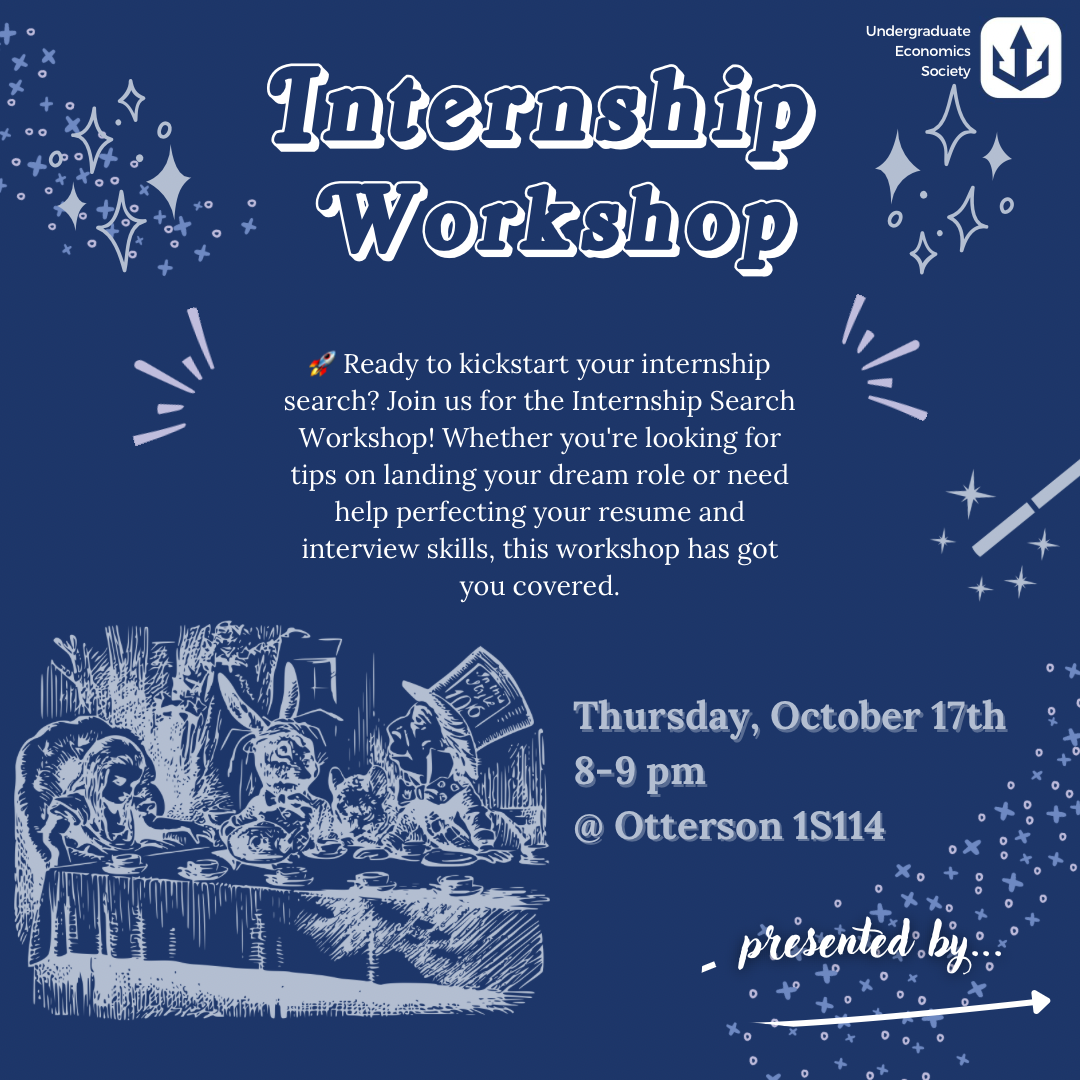 Undergraduate
Economics
Society
Internship
Workshop
🚀 Ready to kickstart your internship
search? Join us for the Internship Search
Workshop! Whether you're looking for
tips on landing your dream role or need
help perfecting your resume and
interview skills, this workshop has got
you covered.
Thursday, October 17th
8-9 pm
@ Otterson 1S114
presented by...